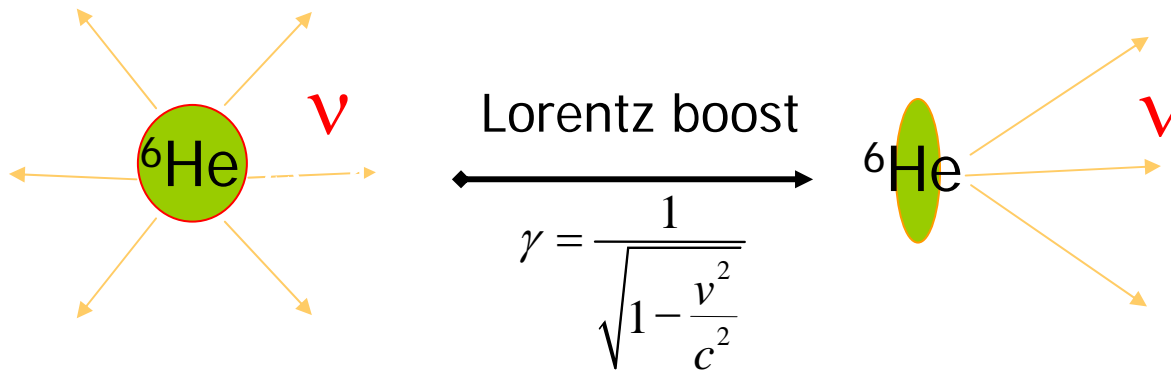 ⁶He
ν
Lorentz boost
γ = 1 / √(1 − v²/c²)
⁶He
ν